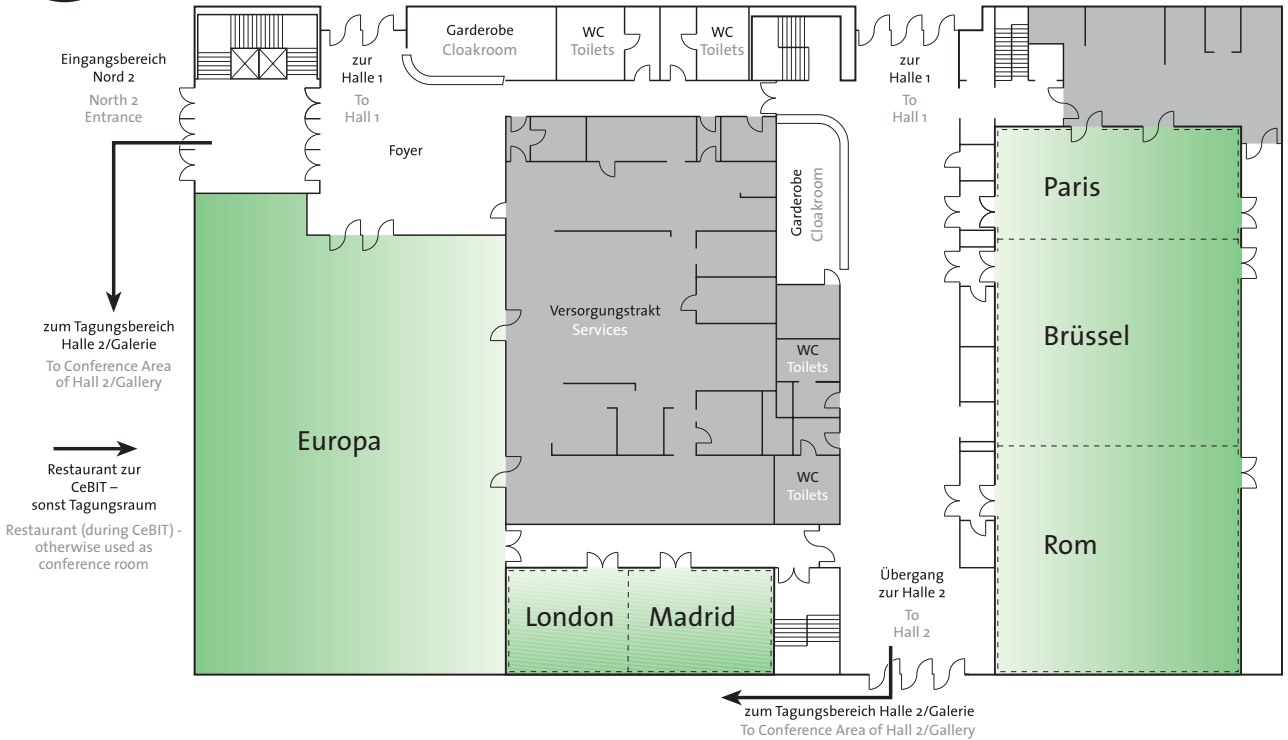 Eingangsbereich
Nord 2
North 2
Entrance
zur
Halle 1
To
Hall 1
Garderobe
Cloakroom
WC
Toilets
WC
Toilets
zur
Halle 1
To
Hall 1
Foyer
Garderobe
Cloakroom
Paris
zum Tagungsbereich
Halle 2/Galerie
To Conference Area
of Hall 2/Gallery
Versorgungstrakt
Services
WC
Toilets
Brüssel
Europa
Restaurant zur
CeBIT –
sonst Tagungsraum
Restaurant (during CeBIT) -
otherwise used as
conference room
WC
Toilets
Rom
London
Madrid
Übergang
zur Halle 2
To
Hall 2
zum Tagungsbereich Halle 2/Galerie
To Conference Area of Hall 2/Gallery